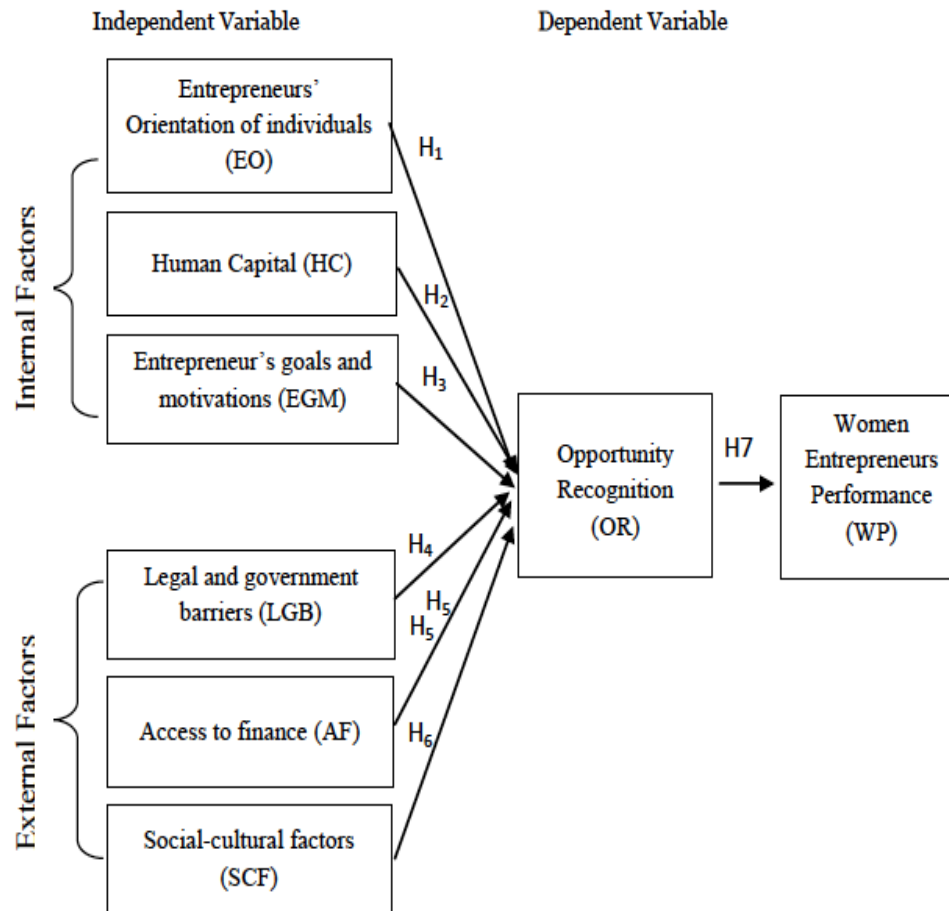 Independent Variable
Dependent Variable
Entrepreneurs’
Orientation of individuals
(EO)
H1
Human Capital (HC)
H2
Internal Factors
Entrepreneur’s goals and
motivations (EGM)
H3
Opportunity
Recognition
(OR)
H7
Women
Entrepreneurs
Performance
(WP)
H4
Legal and government
barriers (LGB)
H5
H5
External Factors
Access to finance (AF)
H6
Social-cultural factors
(SCF)